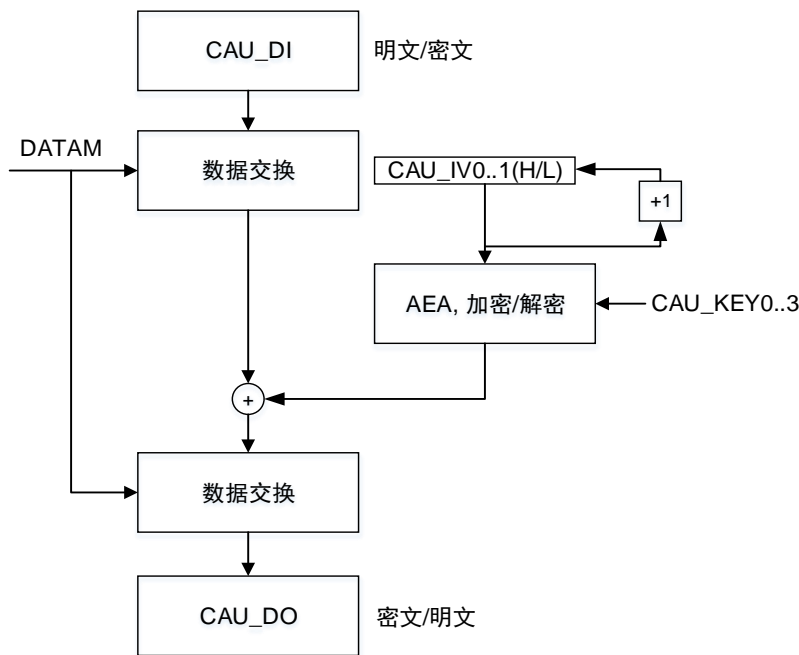 CAU_DI
明文/密文
DATAM
数据交换
CAU_IV0..1(H/L)
+1
AEA, 加密/解密
CAU_KEY0..3
+
数据交换
CAU_DO
密文/明文